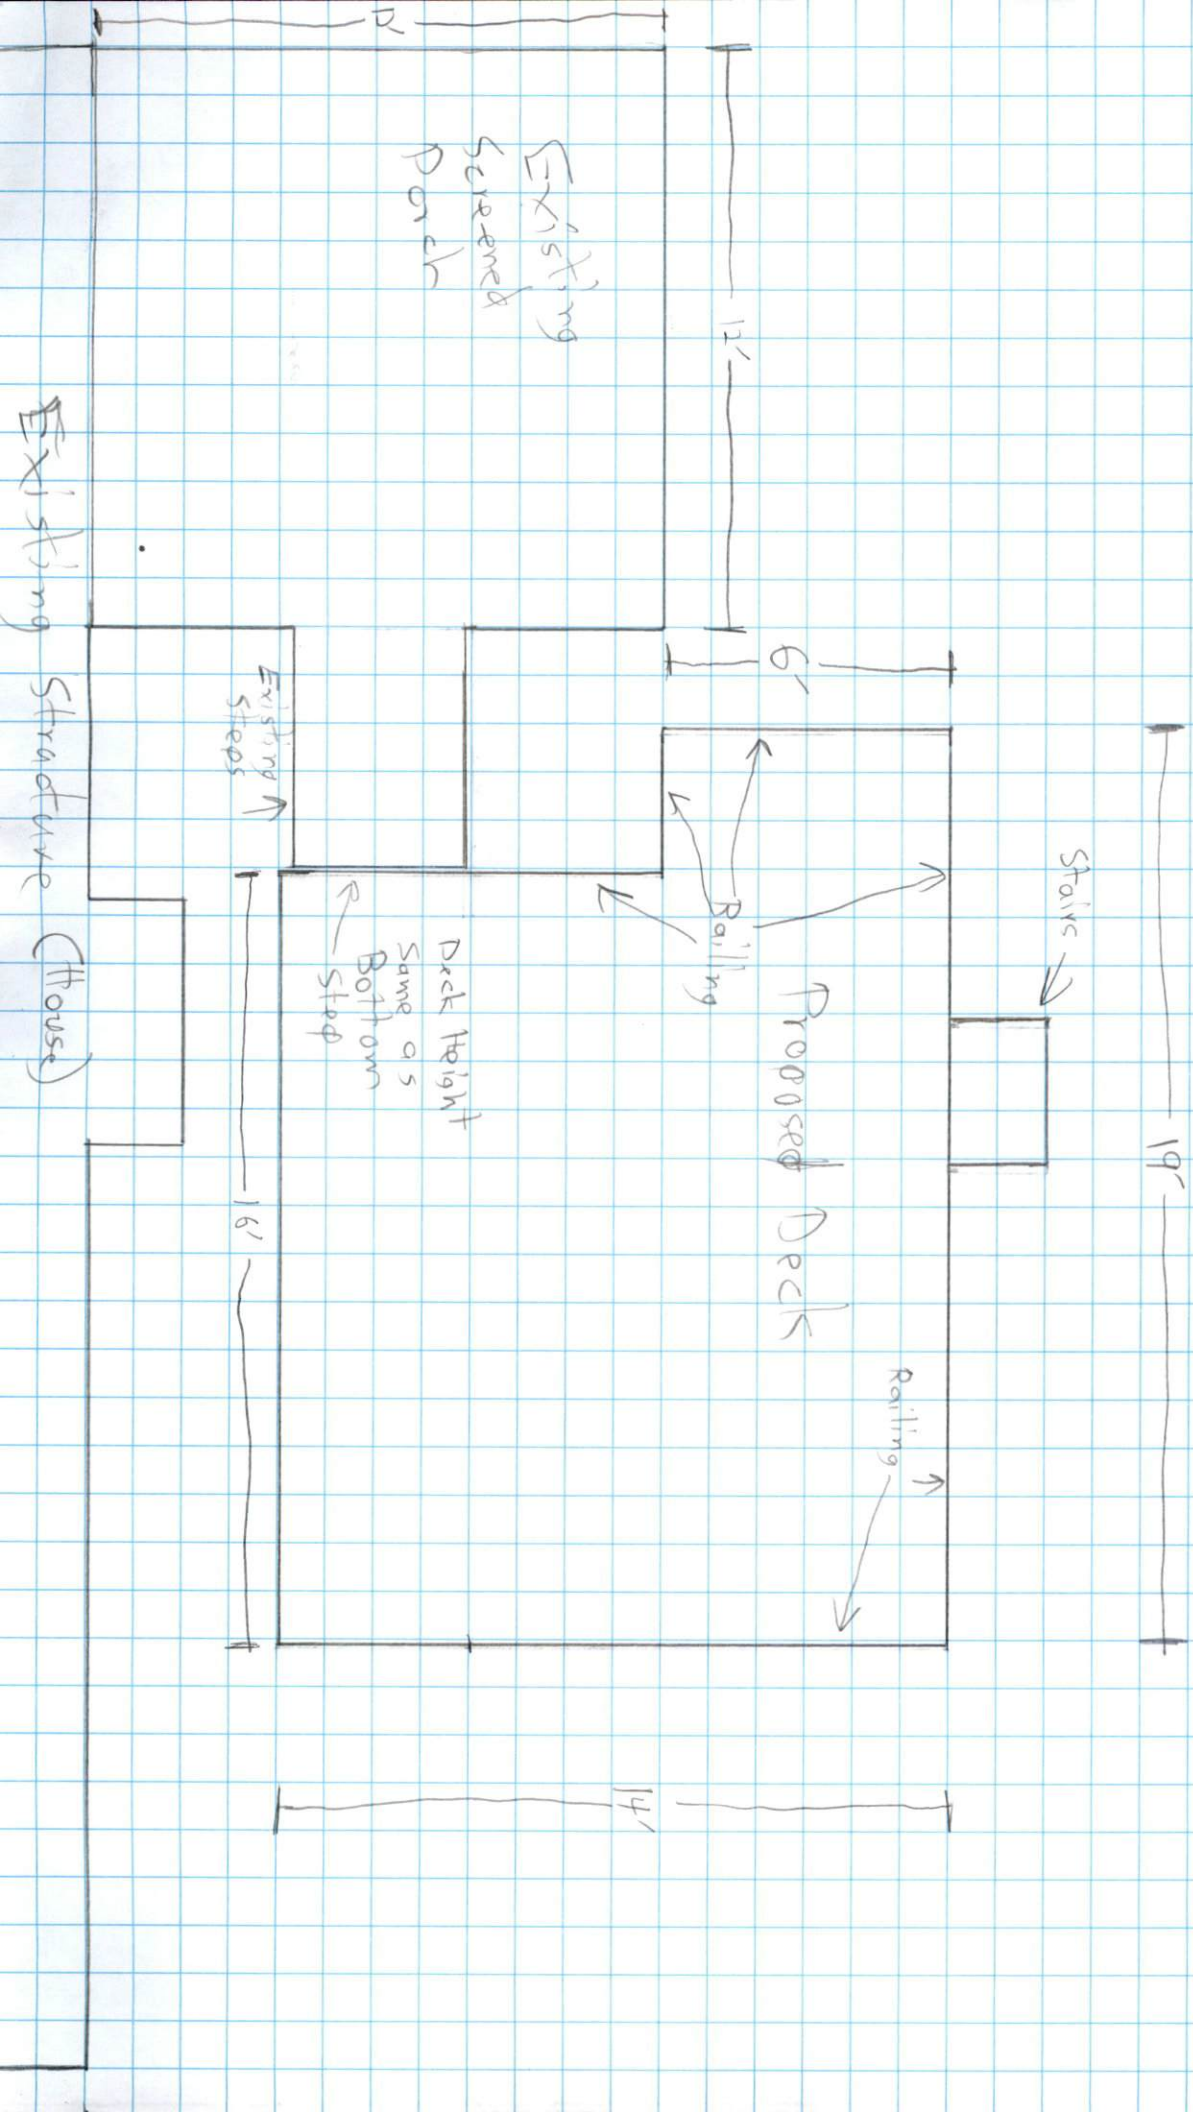 19'
Stairs
6'
Railing
12'
Proposed Deck
Railing
14'
Existing
Screened
Porch
12'
Deck Height
Same as
Bottom
Step
Existing
Steps
16'
Existing Structure (House)